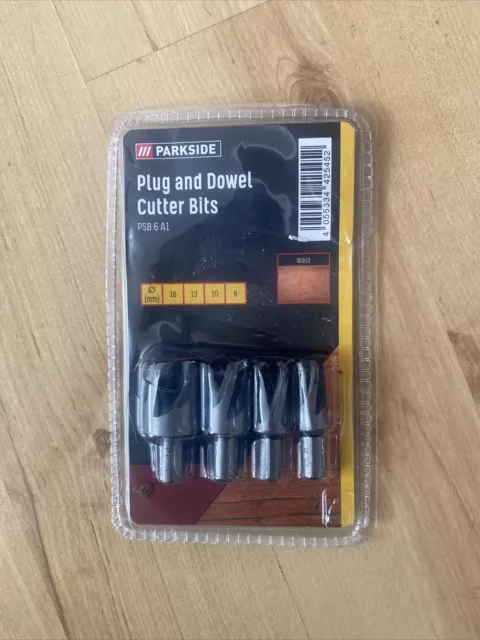 /// PARKSIDE
Plug and Dowel
Cutter Bits
PSB 6 A1
4 055334 425452
Wood
Ø
(mm)
16
13
10
6